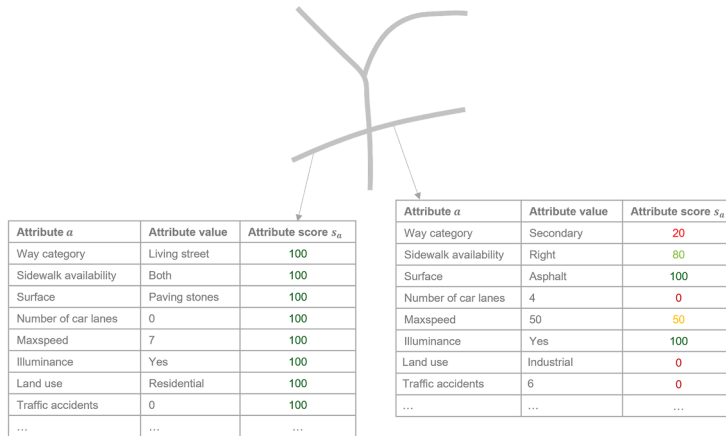 Attribute a Attribute value Attribute score sₐ
Way category Living street 100
Sidewalk availability Both 100
Surface Paving stones 100
Number of car lanes 0 100
Maxspeed 7 100
Illuminance Yes 100
Land use Residential 100
Traffic accidents 0 100
... ... ...
Attribute a Attribute value Attribute score sₐ
Way category Secondary 20
Sidewalk availability Right 80
Surface Asphalt 100
Number of car lanes 4 0
Maxspeed 50 50
Illuminance Yes 100
Land use Industrial 0
Traffic accidents 6 0
... ... ...